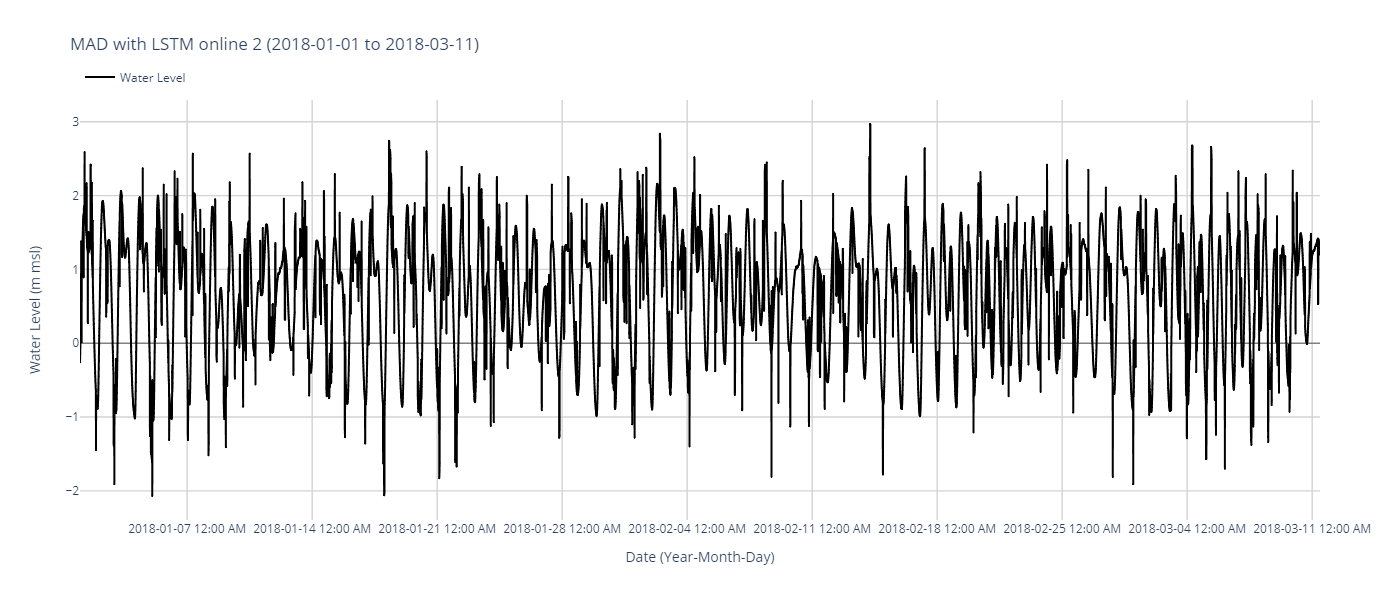 MAD with LSTM online 2 (2018-01-01 to 2018-03-11)
Water Level
Water Level (m msl)
3
2
1
0
−1
−2
2018-01-07 12:00 AM 2018-01-14 12:00 AM 2018-01-21 12:00 AM 2018-01-28 12:00 AM 2018-02-04 12:00 AM 2018-02-11 12:00 AM 2018-02-18 12:00 AM 2018-02-25 12:00 AM 2018-03-04 12:00 AM 2018-03-11 12:00 AM
Date (Year-Month-Day)